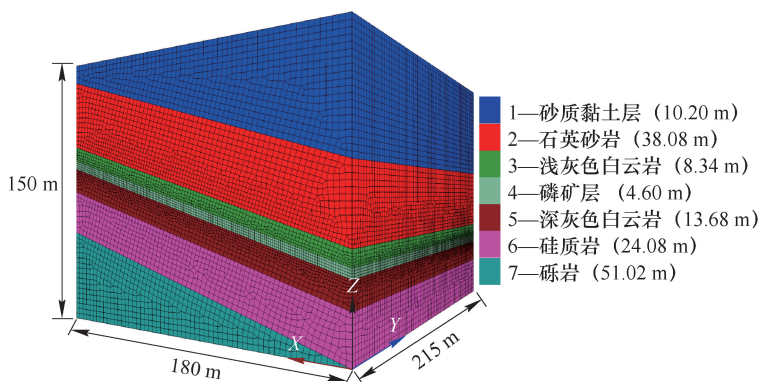 1—砂质黏土层（10.20 m）
2—石英砂岩（38.08 m）
3—浅灰色白云岩（8.34 m）
4—磷矿层（4.60 m）
5—深灰色白云岩（13.68 m）
6—硅质岩（24.08 m）
7—砾岩（51.02 m）
150 m
Z
Y
X
180 m
215 m